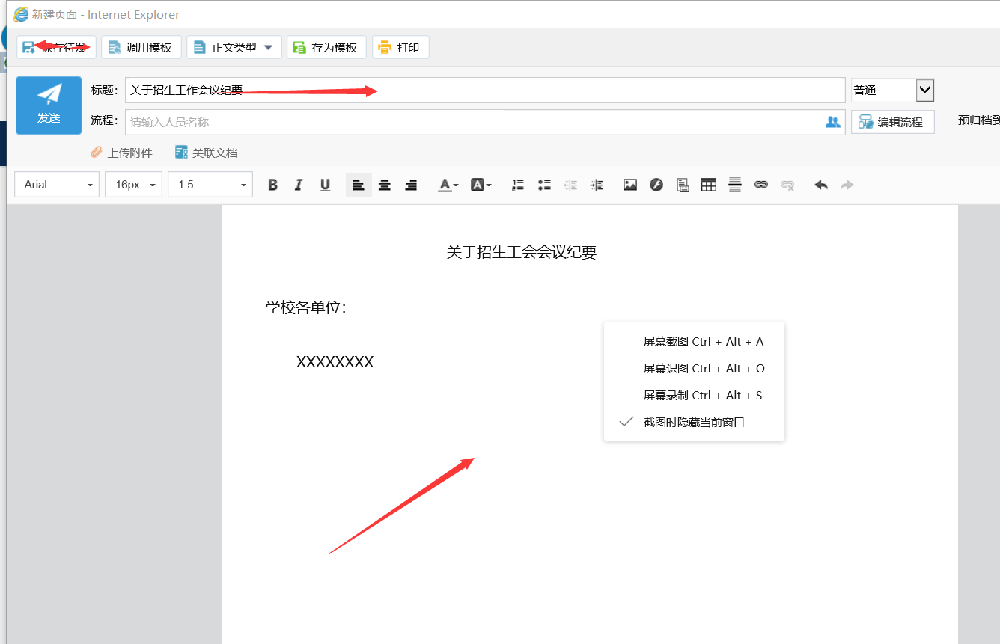 新建页面 - Internet Explorer
保存待发 调用模板 正文类型 存为模板 打印
发送
标题： 关于招生工作会议纪要 普通
流程： 请输入人员名称 编辑流程 预归档到
上传附件 关联文档
Arial 16px 1.5 B I U A A
关于招生工会会议纪要
学校各单位：
XXXXXXXX
屏幕截图 Ctrl + Alt + A
屏幕识图 Ctrl + Alt + O
屏幕录制 Ctrl + Alt + S
截图时隐藏当前窗口